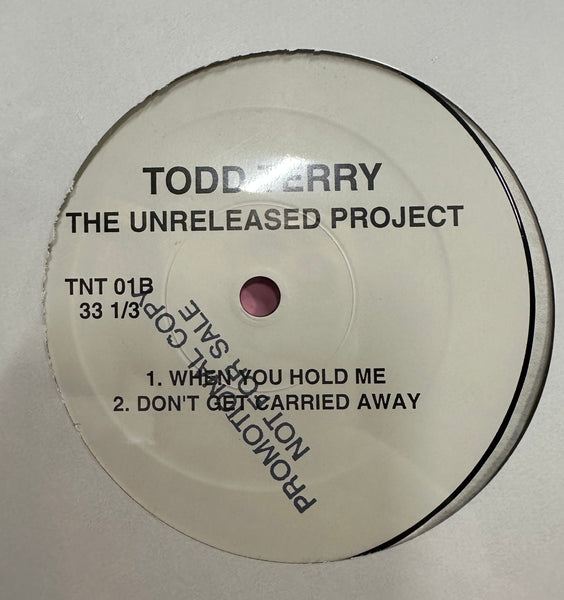 TODD TERRY
THE UNRELEASED PROJECT
TNT 01B
33 1/3
1. WHEN YOU HOLD ME
2. DON'T GET CARRIED AWAY
PROMOTIONAL COPY
NOT FOR SALE